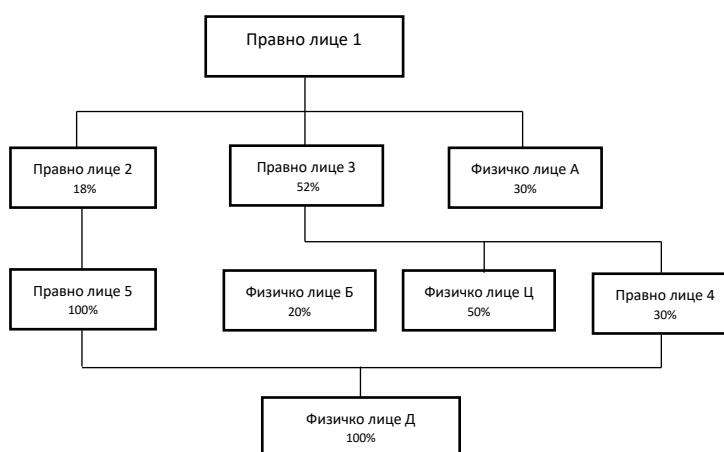 Правно лице 1
Правно лице 2
18%
Правно лице 3
52%
Физичко лице А
30%
Правно лице 5
100%
Физичко лице Б
20%
Физичко лице Ц
50%
Правно лице 4
30%
Физичко лице Д
100%